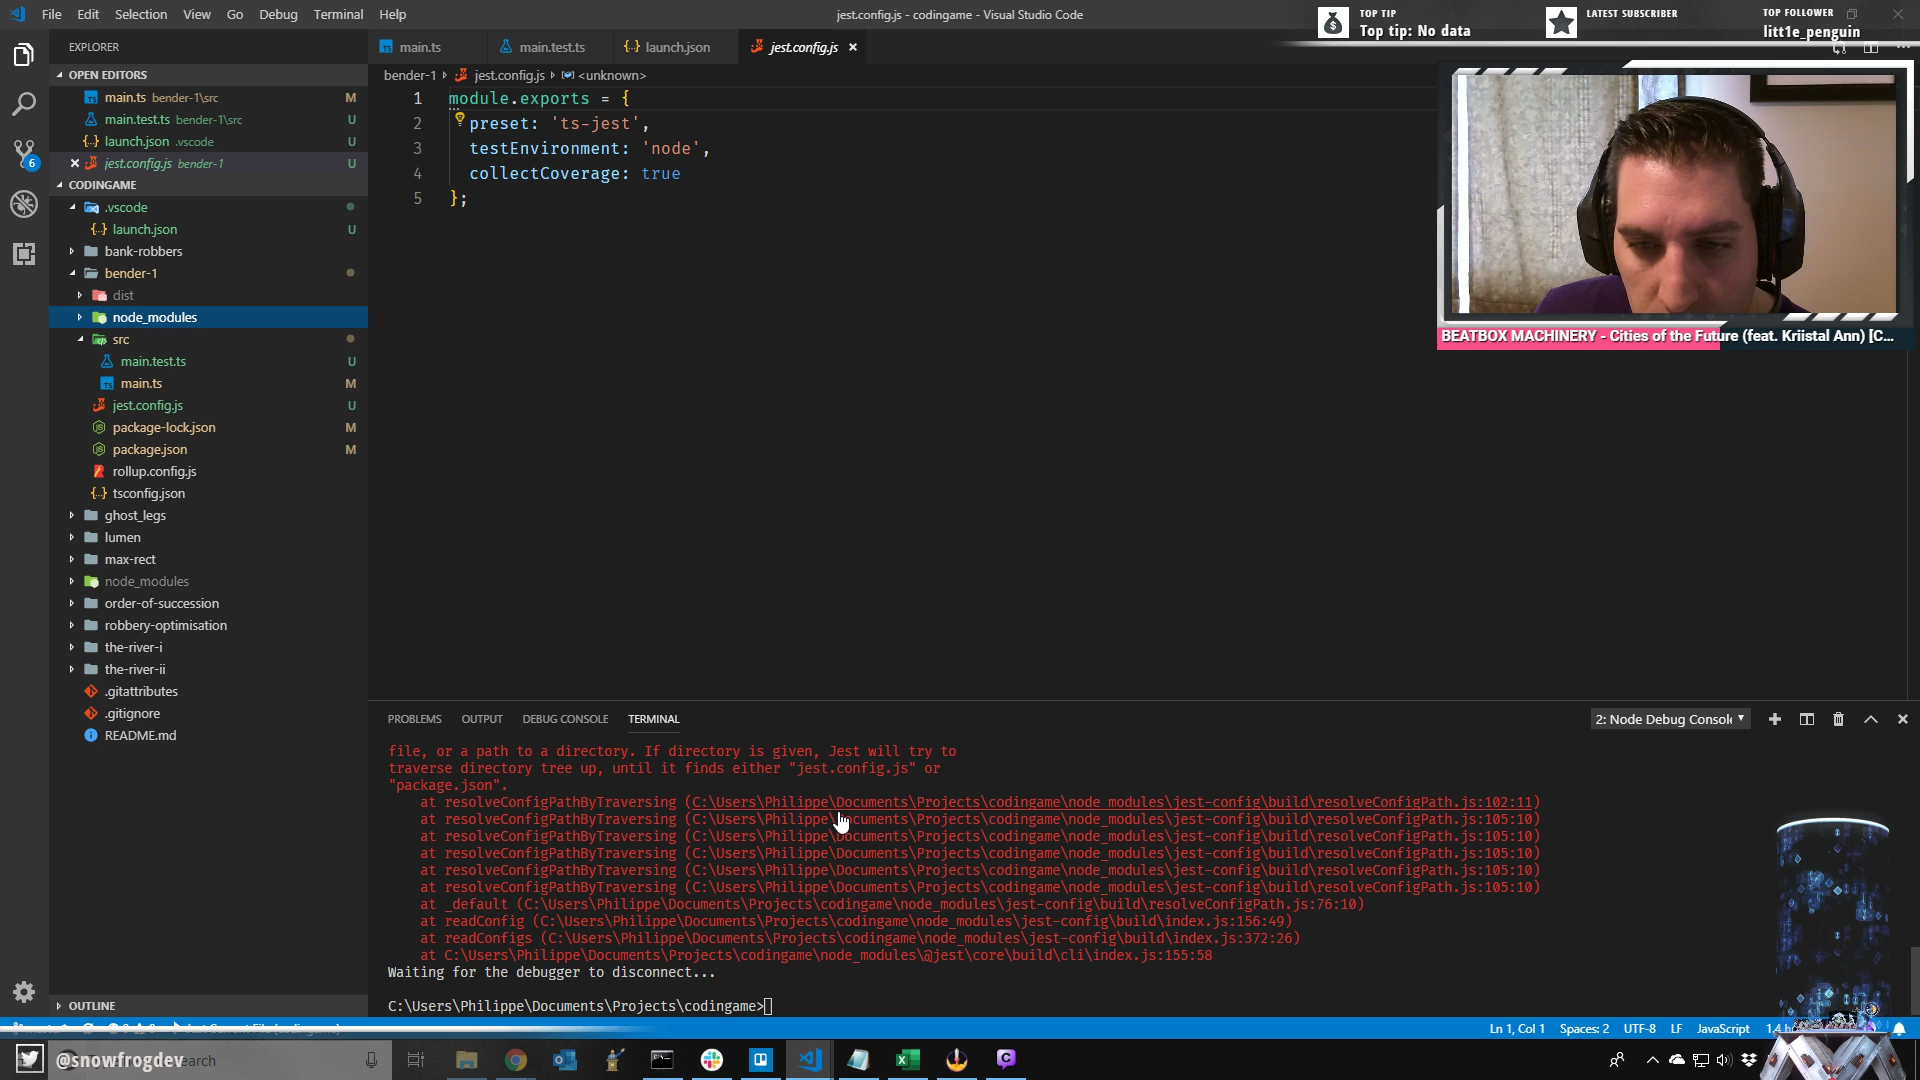 File Edit Selection View Go Debug Terminal Help
jest.config.js - codingame - Visual Studio Code
TOP TIP
Top tip: No data
LATEST SUBSCRIBER
TOP FOLLOWER
litt1e_penguin
EXPLORER
main.ts
main.test.ts
launch.json
jest.config.js
OPEN EDITORS
main.ts bender-1\src M
main.test.ts bender-1\src U
launch.json .vscode U
jest.config.js bender-1 U
bender-1 jest.config.js <unknown>
1 module.exports = {
2 preset: 'ts-jest',
3 testEnvironment: 'node',
4 collectCoverage: true
5 };
6
CODINGAME
.vscode
launch.json U
bank-robbers
bender-1
dist
node_modules
src
main.test.ts U
main.ts M
jest.config.js U
package-lock.json M
package.json M
rollup.config.js
tsconfig.json
ghost_legs
lumen
max-rect
node_modules
order-of-succession
robbery-optimisation
the-river-i
the-river-ii
.gitattributes
.gitignore
README.md
OUTLINE
BEATBOX MACHINERY - Cities of the Future (feat. Kriistal Ann) [C...
PROBLEMS OUTPUT DEBUG CONSOLE TERMINAL
2: Node Debug Console
file, or a path to a directory. If directory is given, Jest will try to
traverse directory tree up, until it finds either "jest.config.js" or
"package.json".
at resolveConfigPathByTraversing (C:\Users\Philippe\Documents\Projects\codingame\node_modules\jest-config\build\resolveConfigPath.js:102:11)
at resolveConfigPathByTraversing (C:\Users\Philippe\Documents\Projects\codingame\node_modules\jest-config\build\resolveConfigPath.js:105:10)
at resolveConfigPathByTraversing (C:\Users\Philippe\Documents\Projects\codingame\node_modules\jest-config\build\resolveConfigPath.js:105:10)
at resolveConfigPathByTraversing (C:\Users\Philippe\Documents\Projects\codingame\node_modules\jest-config\build\resolveConfigPath.js:105:10)
at resolveConfigPathByTraversing (C:\Users\Philippe\Documents\Projects\codingame\node_modules\jest-config\build\resolveConfigPath.js:105:10)
at resolveConfigPathByTraversing (C:\Users\Philippe\Documents\Projects\codingame\node_modules\jest-config\build\resolveConfigPath.js:105:10)
at _default (C:\Users\Philippe\Documents\Projects\codingame\node_modules\jest-config\build\resolveConfigPath.js:76:10)
at readConfig (C:\Users\Philippe\Documents\Projects\codingame\node_modules\jest-config\build\index.js:156:49)
at readConfigs (C:\Users\Philippe\Documents\Projects\codingame\node_modules\jest-config\build\index.js:372:26)
at C:\Users\Philippe\Documents\Projects\codingame\node_modules\@jest\core\build\cli\index.js:155:58
Waiting for the debugger to disconnect...
C:\Users\Philippe\Documents\Projects\codingame>
Ln 1, Col 1 Spaces: 2 UTF-8 LF JavaScript
@snowfrogdev